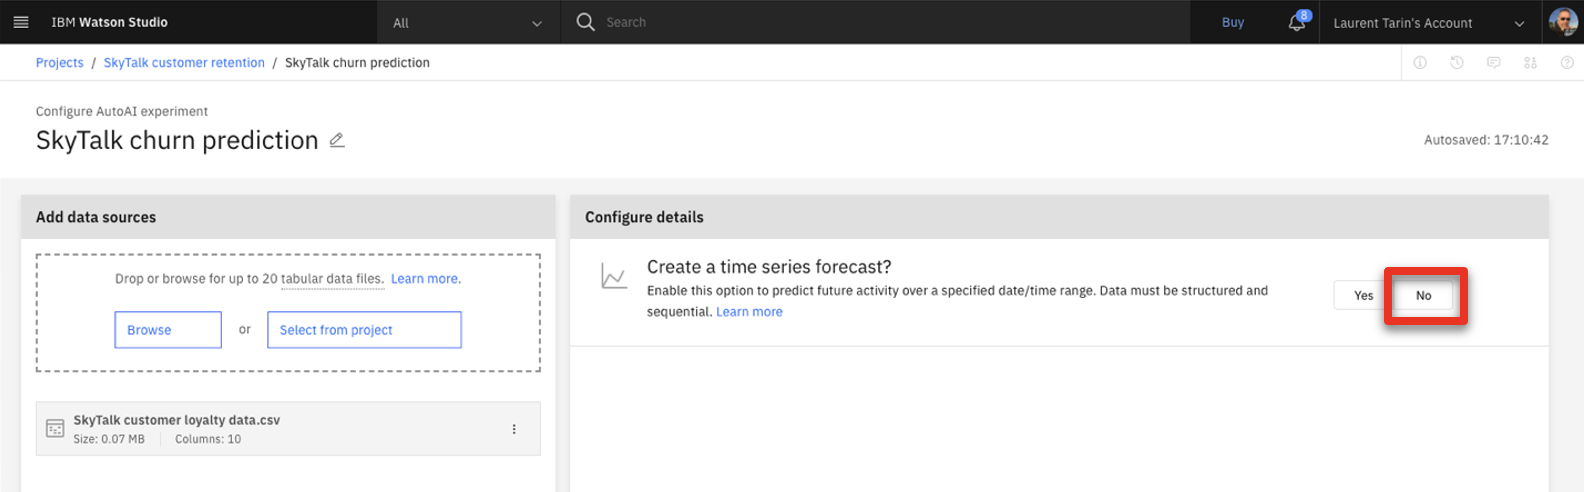 IBM Watson Studio
All
Search
Buy
8
Laurent Tarin's Account
Projects / SkyTalk customer retention / SkyTalk churn prediction
Configure AutoAI experiment
SkyTalk churn prediction
Autosaved: 17:10:42
Add data sources
Drop or browse for up to 20 tabular data files. Learn more.
Browse
or
Select from project
SkyTalk customer loyalty data.csv
Size: 0.07 MB
Columns: 10
Configure details
Create a time series forecast?
Enable this option to predict future activity over a specified date/time range. Data must be structured and
sequential. Learn more
Yes
No